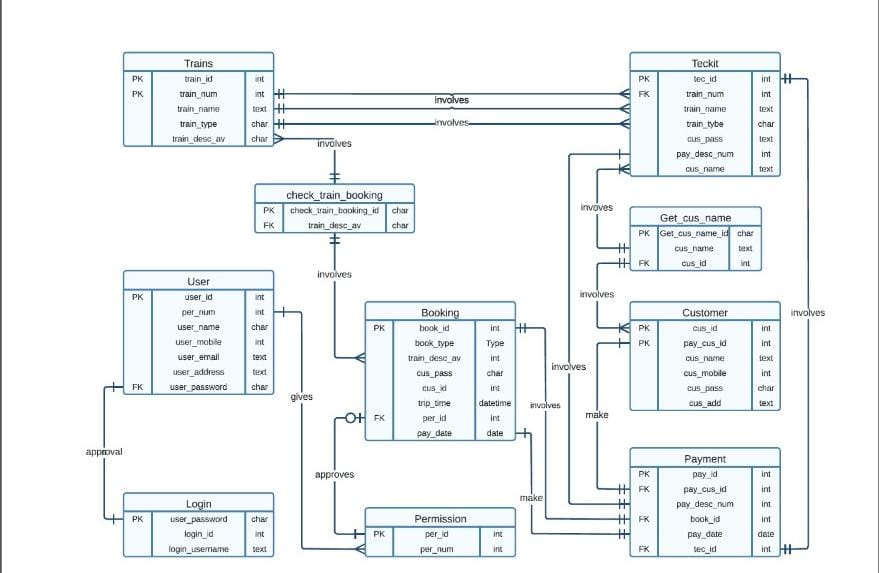 Trains
PK train_id int
PK train_num int
train_name text
train_type char
train_desc_av char
Teckit
PK tec_id int
FK train_num int
train_name text
train_tybe char
cus_pass text
pay_desc_num int
cus_name text
involves
involves
involves
check_train_booking
PK check_train_booking_id char
FK train_desc_av char
involves
invoves
Get_cus_name
PK Get_cus_name_id char
cus_name text
FK cus_id int
involves
involves
User
PK user_id int
per_num int
user_name char
user_mobile int
user_email text
user_address text
FK user_password char
Booking
PK book_id int
book_type Type
train_desc_av int
cus_pass char
cus_id int
trip_time datetime
FK per_id int
pay_date date
Customer
PK cus_id int
PK pay_cus_id int
cus_name text
cus_mobile int
cus_pass char
cus_add text
involves
gives
involves
make
approval
approves
make
Login
PK user_password char
login_id int
login_username text
Permission
PK per_id int
per_num int
Payment
PK pay_id int
FK pay_cus_id int
pay_desc_num int
FK book_id int
pay_date date
FK tec_id int